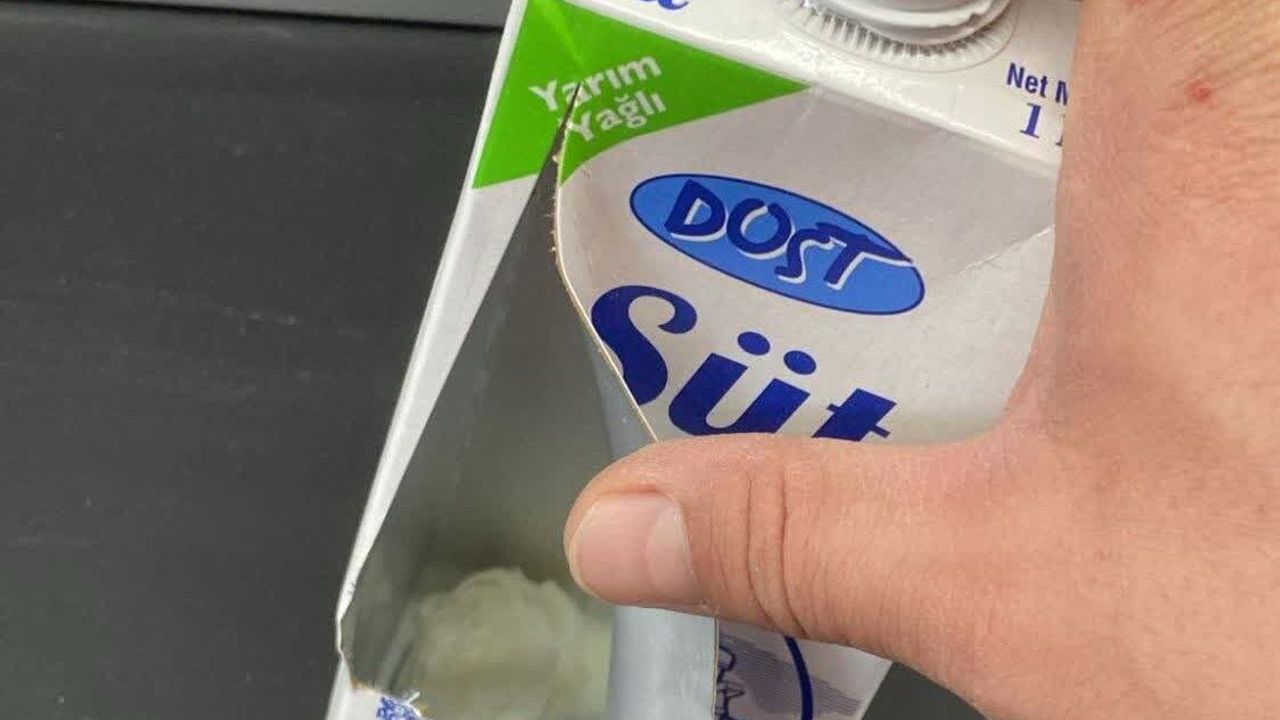 Yarım
Yağlı
Net
1
DOST
Süt